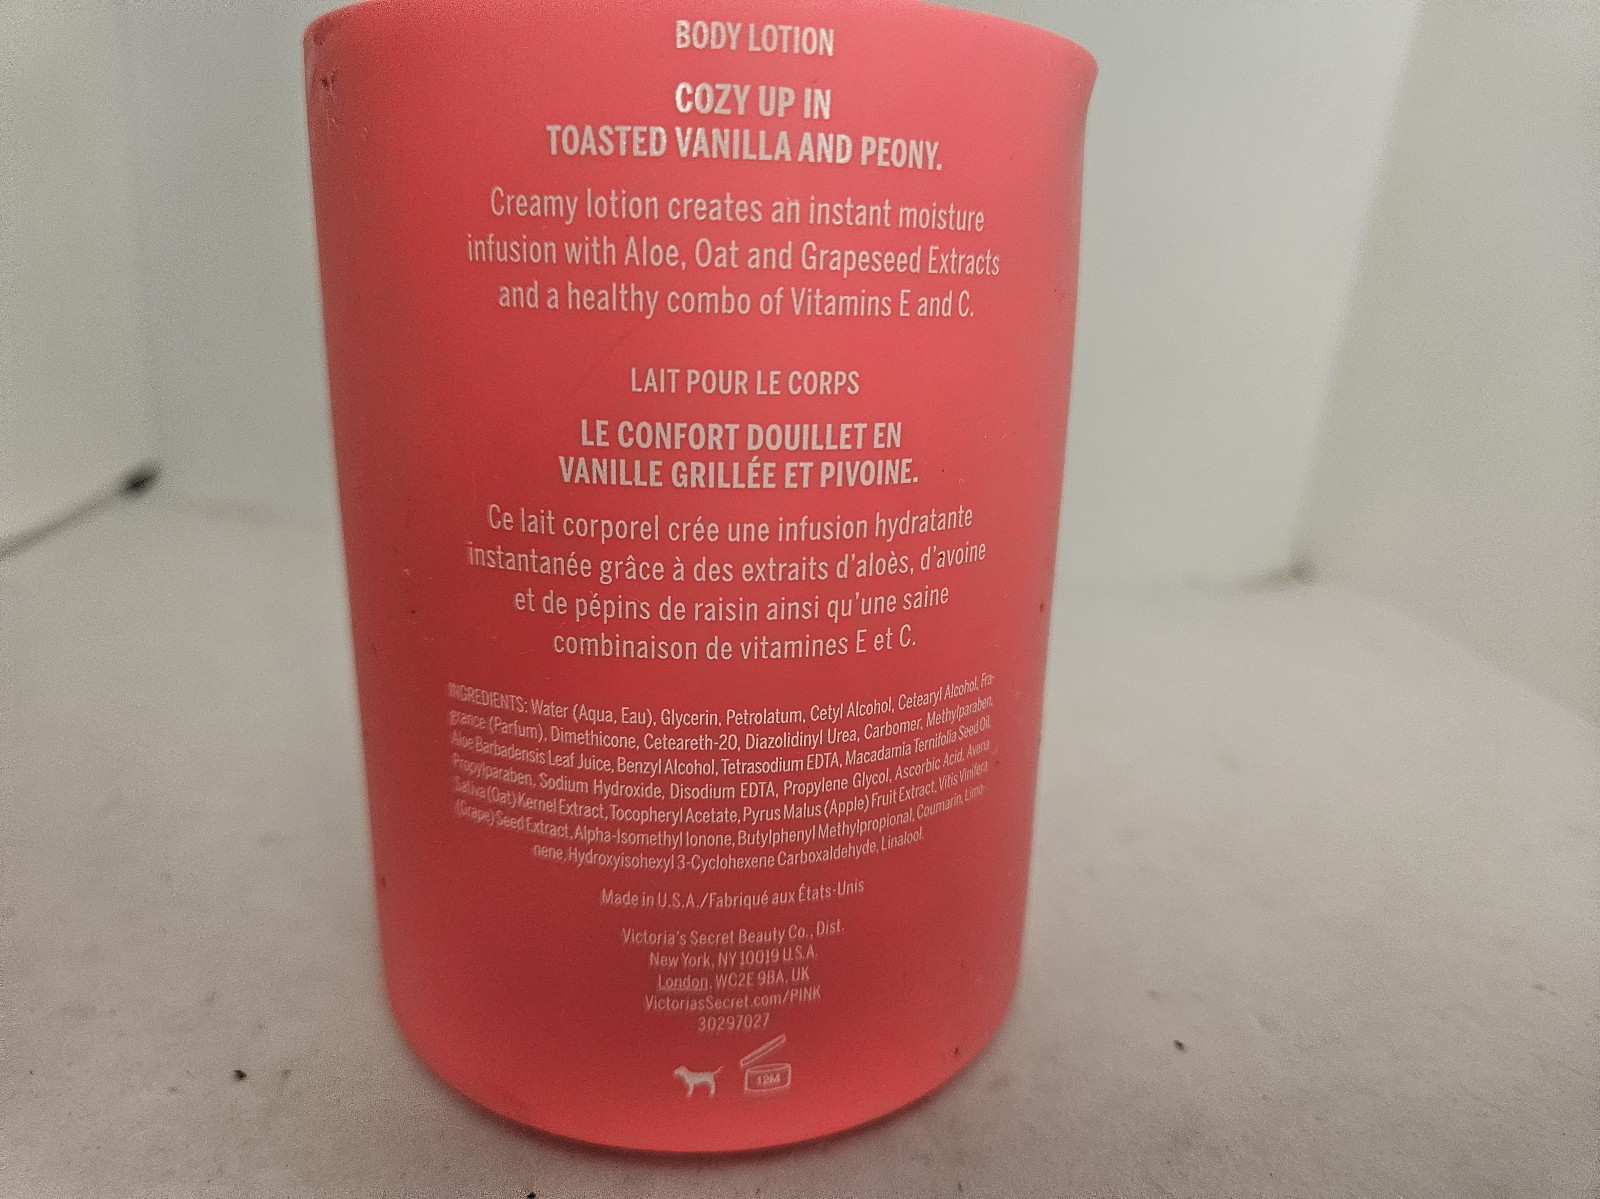 BODY LOTION
COZY UP IN
TOASTED VANILLA AND PEONY.
Creamy lotion creates an instant moisture
infusion with Aloe, Oat and Grapeseed Extracts
and a healthy combo of Vitamins E and C.
LAIT POUR LE CORPS
LE CONFORT DOUILLET EN
VANILLE GRILLÉE ET PIVOINE.
Ce lait corporel crée une infusion hydratante
instantanée grâce à des extraits d'aloès, d'avoine
et de pépins de raisin ainsi qu'une saine
combinaison de vitamines E et C.
INGREDIENTS: Water (Aqua, Eau), Glycerin, Petrolatum, Cetyl Alcohol, Cetearyl Alcohol, Fra-
grance (Parfum), Dimethicone, Ceteareth-20, Diazolidinyl Urea, Carbomer, Methylparaben,
Aloe Barbadensis Leaf Juice, Benzyl Alcohol, Tetrasodium EDTA, Macadamia Ternifolia Seed Oil,
Propylparaben, Sodium Hydroxide, Disodium EDTA, Propylene Glycol, Ascorbic Acid, Avena
Sativa (Oat) Kernel Extract, Tocopheryl Acetate, Pyrus Malus (Apple) Fruit Extract, Vitis Vinifera
(Grape) Seed Extract, Alpha-Isomethyl Ionone, Butylphenyl Methylpropional, Coumarin, Limo-
nene, Hydroxyisohexyl 3-Cyclohexene Carboxaldehyde, Linalool.
Made in U.S.A./Fabriqué aux États-Unis
Victoria's Secret Beauty Co., Dist.
New York, NY 10019 U.S.A.
London, WC2E 9BA, UK
VictoriasSecret.com/PINK
30297027
12M